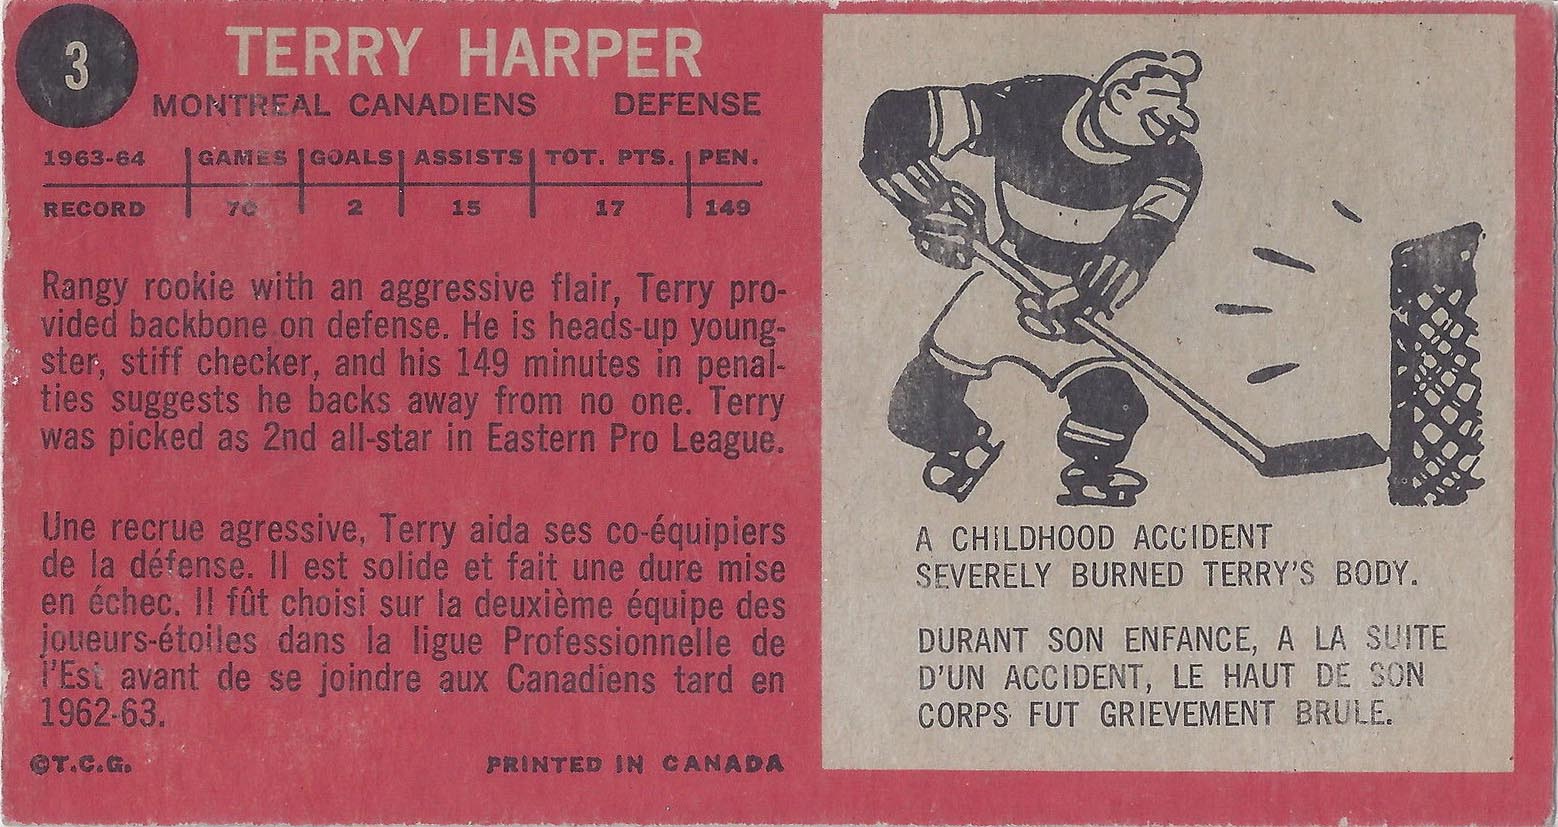 3
TERRY HARPER
MONTREAL CANADIENS DEFENSE
1963-64 GAMES GOALS ASSISTS TOT. PTS. PEN.
RECORD 70 2 15 17 149
Rangy rookie with an aggressive flair, Terry pro-
vided backbone on defense. He is heads-up young-
ster, stiff checker, and his 149 minutes in penal-
ties suggests he backs away from no one. Terry
was picked as 2nd all-star in Eastern Pro League.
Une recrue agressive, Terry aida ses co-équipiers
de la défense. Il est solide et fait une dure mise
en échec. Il fût choisi sur la deuxième équipe des
joueurs-étoiles dans la ligue Professionnelle de
l'Est avant de se joindre aux Canadiens tard en
1962-63.
©T.C.G. PRINTED IN CANADA
A CHILDHOOD ACCIDENT
SEVERELY BURNED TERRY'S BODY.
DURANT SON ENFANCE, A LA SUITE
D'UN ACCIDENT, LE HAUT DE SON
CORPS FUT GRIEVEMENT BRULE.